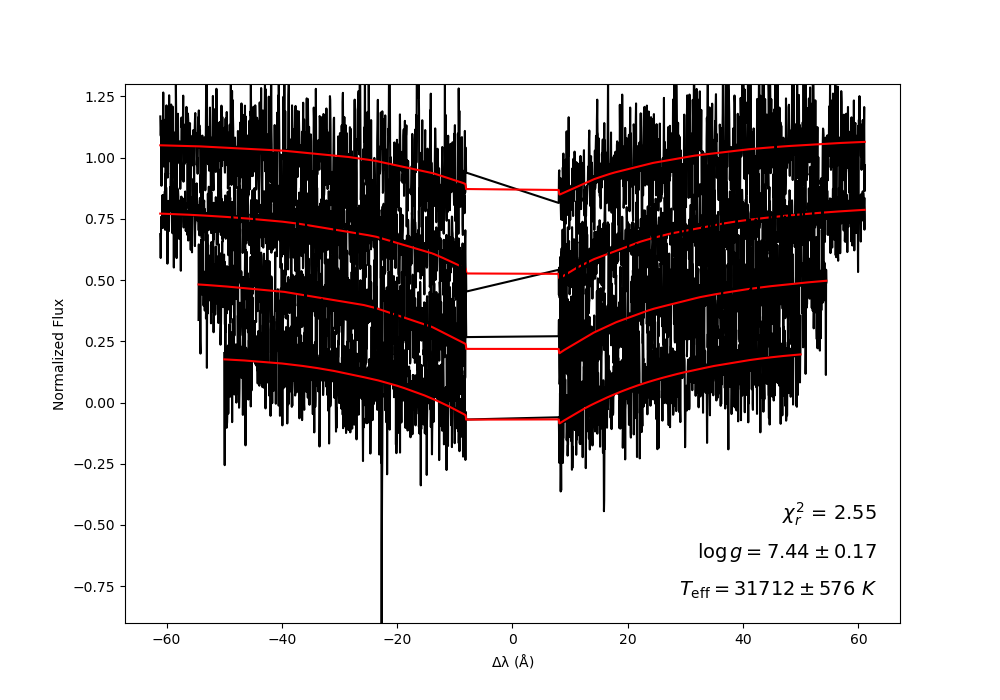 1.25
1.00
0.75
0.50
0.25
0.00
−0.25
−0.50
−0.75
Normalized Flux
χ²ᵣ = 2.55
log g = 7.44 ± 0.17
T_eff = 31712 ± 576 K
−60 −40 −20 0 20 40 60
Δλ (Å)